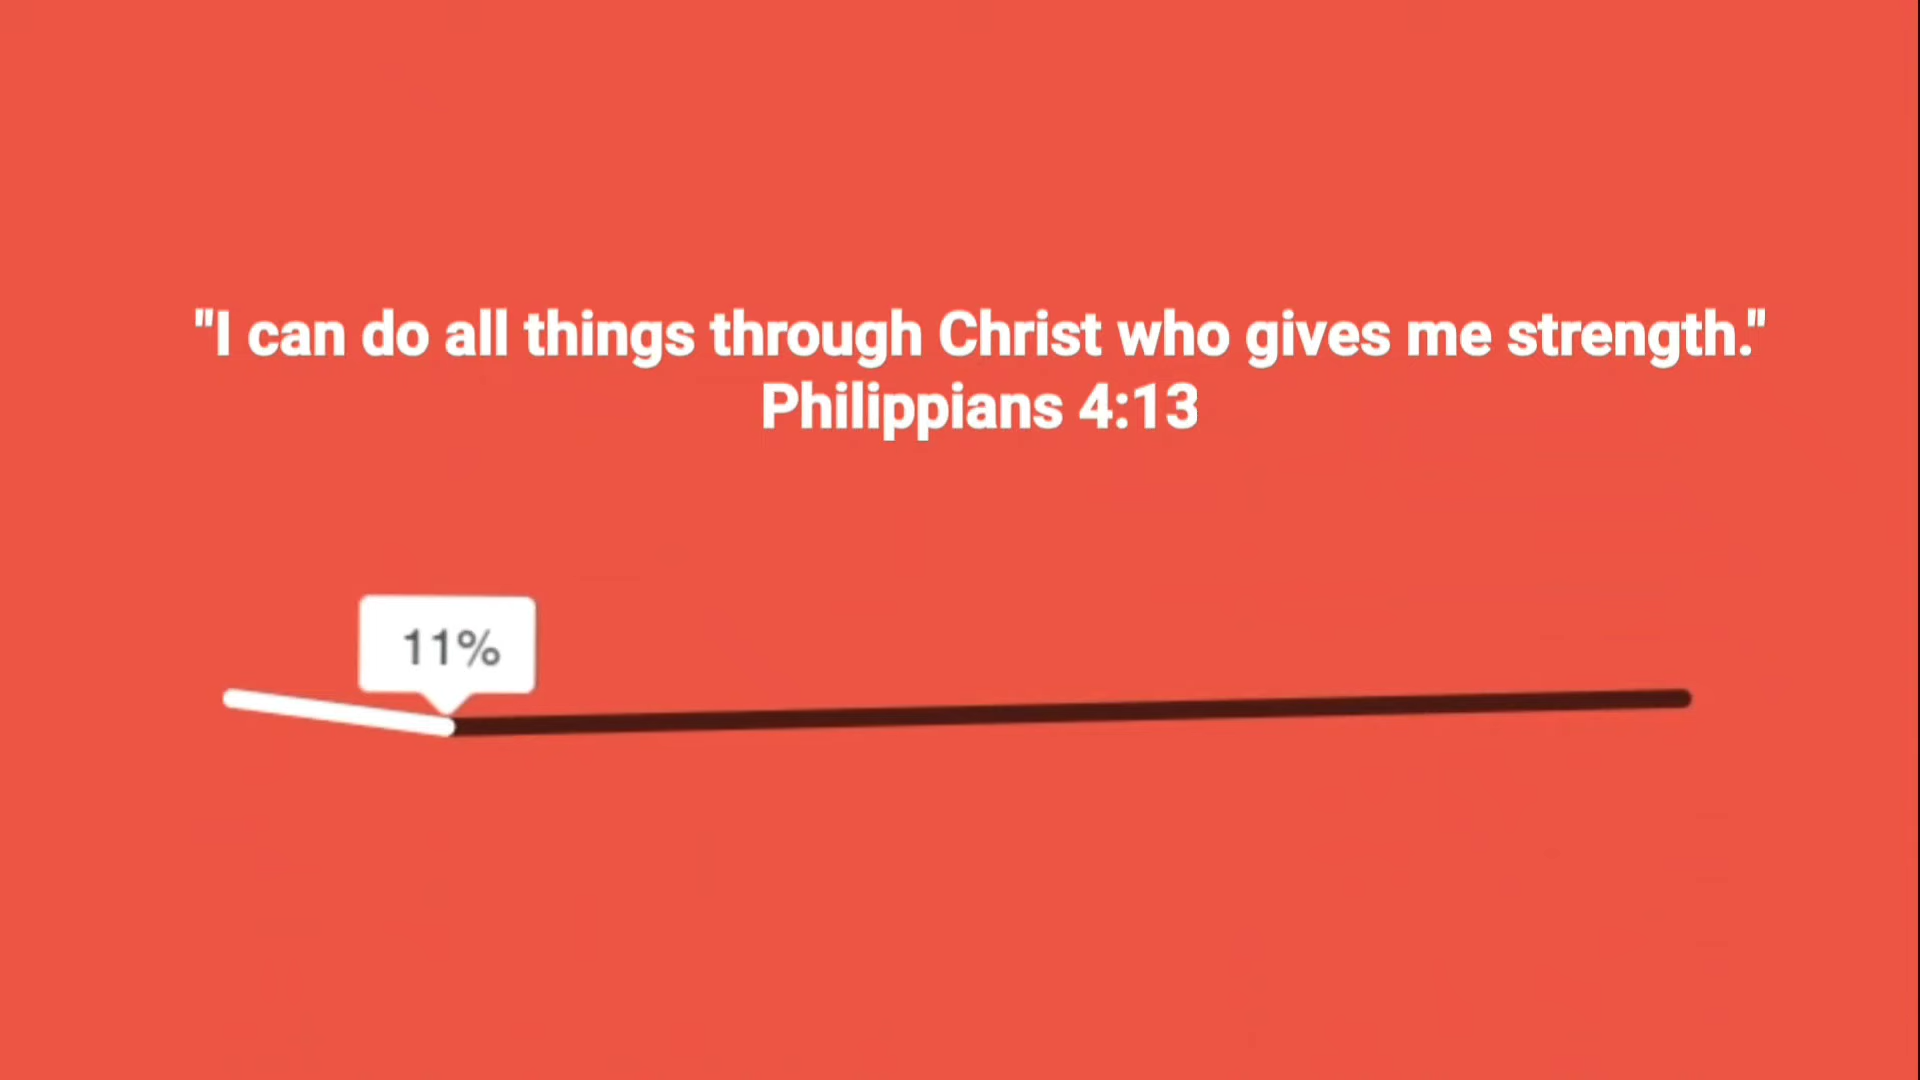 "I can do all things through Christ who gives me strength."
Philippians 4:13
11%